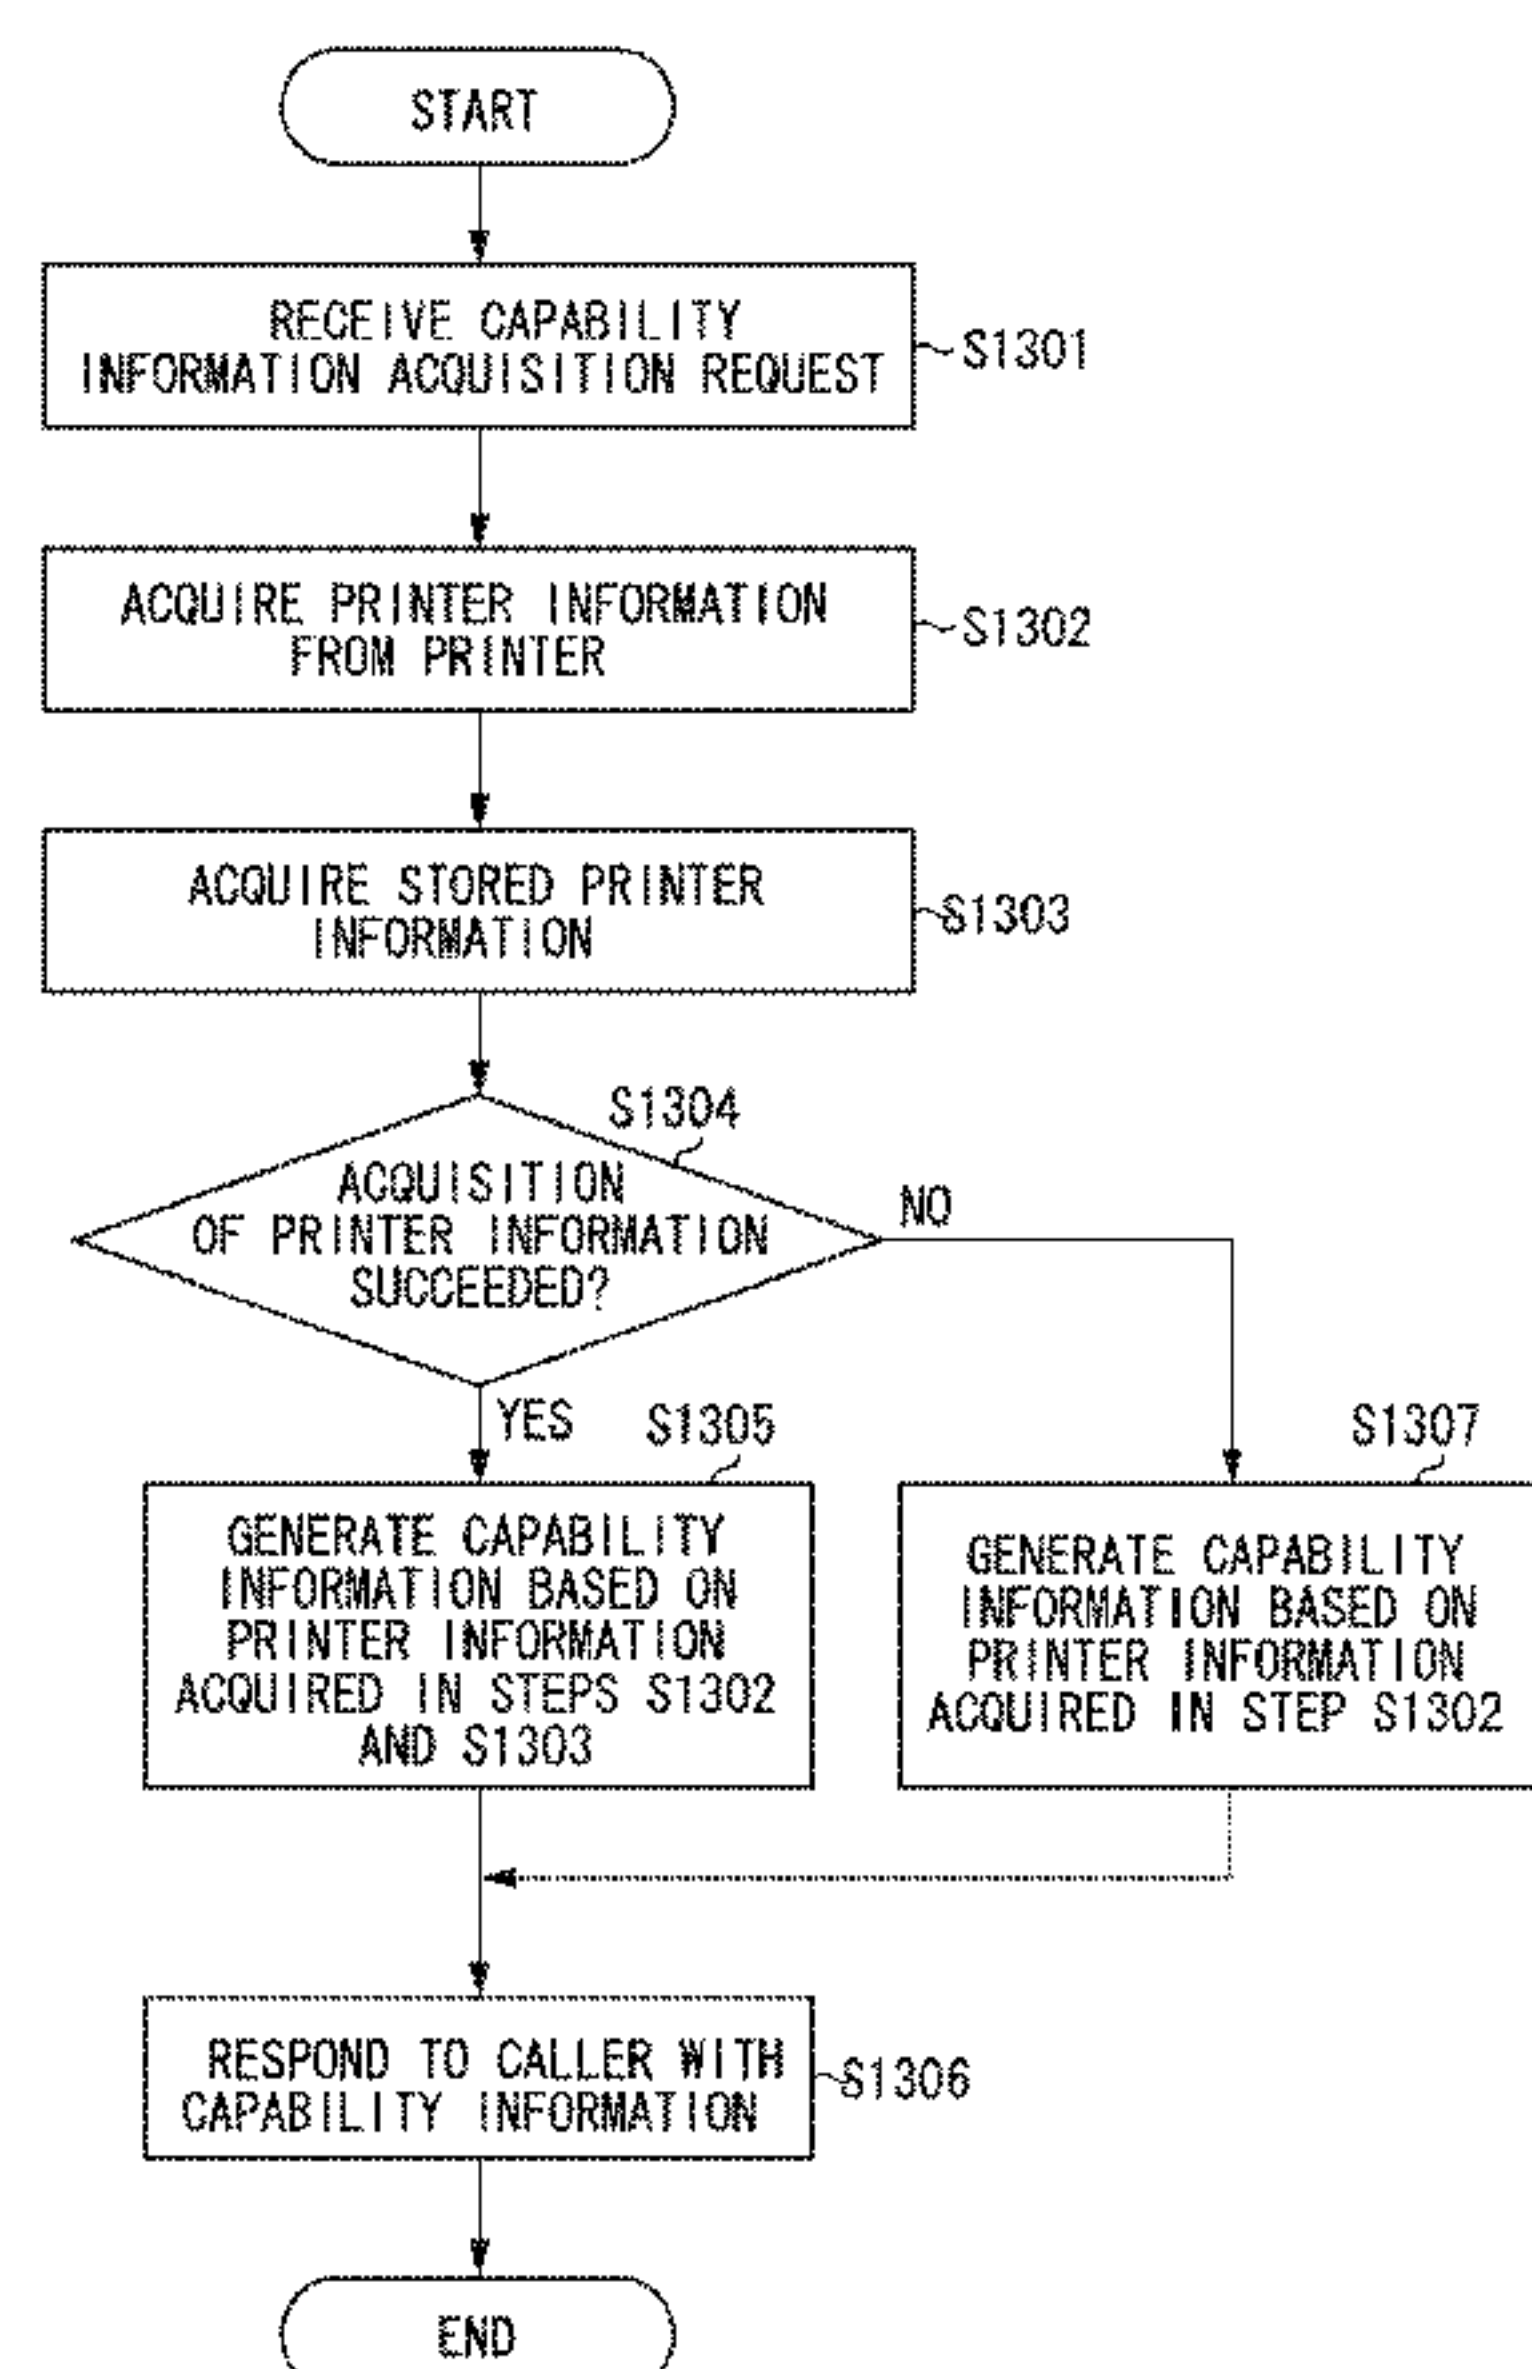 START
RECEIVE CAPABILITY
INFORMATION ACQUISITION REQUEST
S1301
ACQUIRE PRINTER INFORMATION
FROM PRINTER
S1302
ACQUIRE STORED PRINTER
INFORMATION
S1303
S1304
ACQUISITION
OF PRINTER INFORMATION
SUCCEEDED?
NO
YES
S1305
GENERATE CAPABILITY
INFORMATION BASED ON
PRINTER INFORMATION
ACQUIRED IN STEPS S1302
AND S1303
S1307
GENERATE CAPABILITY
INFORMATION BASED ON
PRINTER INFORMATION
ACQUIRED IN STEP S1302
RESPOND TO CALLER WITH
CAPABILITY INFORMATION
S1306
END